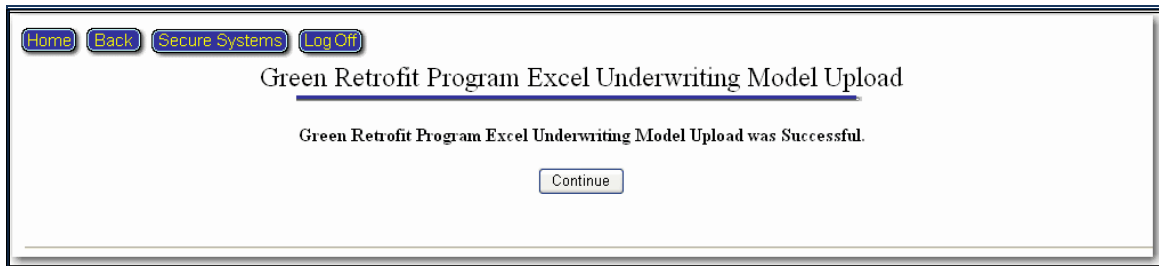 Home Back Secure Systems Log Off
Green Retrofit Program Excel Underwriting Model Upload
Green Retrofit Program Excel Underwriting Model Upload was Successful.
Continue